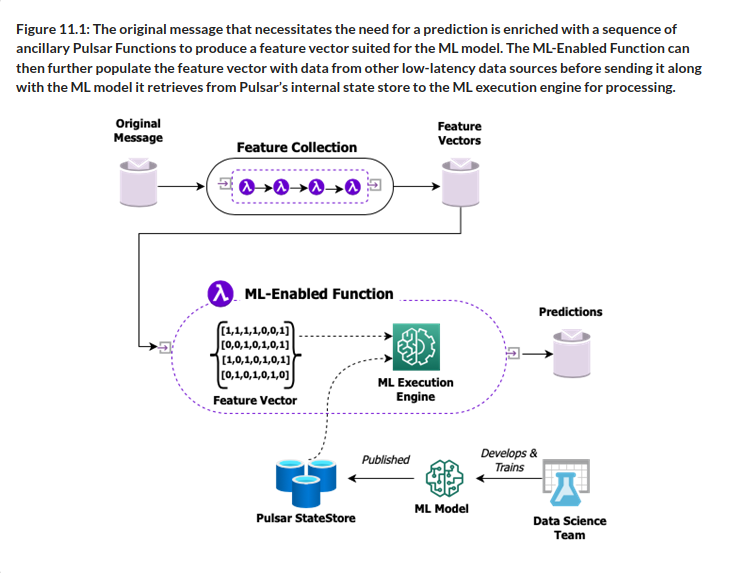 Figure 11.1: The original message that necessitates the need for a prediction is enriched with a sequence of
ancillary Pulsar Functions to produce a feature vector suited for the ML model. The ML-Enabled Function can
then further populate the feature vector with data from other low-latency data sources before sending it along
with the ML model it retrieves from Pulsar's internal state store to the ML execution engine for processing.
Original
Message
Feature Collection
Feature
Vectors
λ λ λ λ
λ ML-Enabled Function
[1,1,1,1,0,0,1]
[0,0,1,0,1,0,1]
[1,0,1,0,1,0,1]
[0,1,0,1,0,1,0]
Feature Vector
ML Execution
Engine
Predictions
Published
Develops &
Trains
Pulsar StateStore
ML Model
Data Science
Team